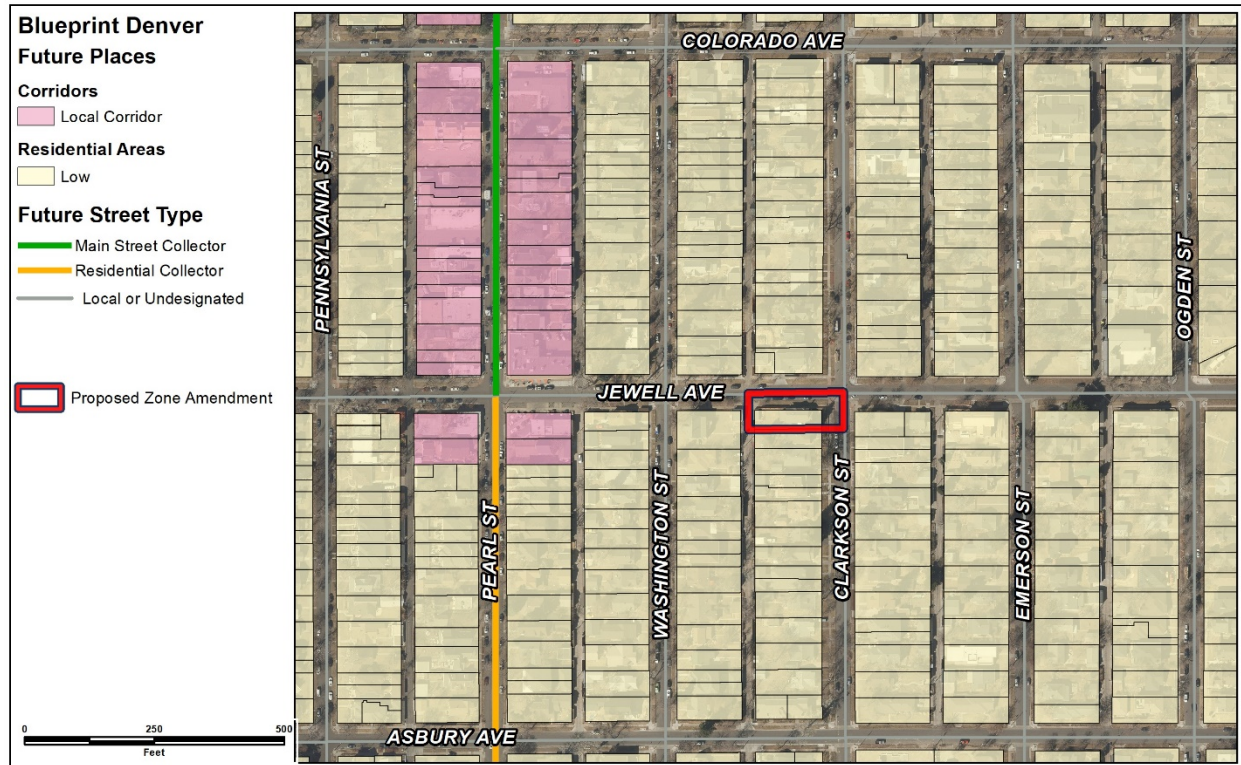 Blueprint Denver
Future Places
Corridors
Local Corridor
Residential Areas
Low
Future Street Type
Main Street Collector
Residential Collector
Local or Undesignated
Proposed Zone Amendment
0 250 500
Feet
COLORADO AVE
PENNSYLVANIA ST
OGDEN ST
JEWELL AVE
PEARL ST
WASHINGTON ST
CLARKSON ST
EMERSON ST
ASBURY AVE